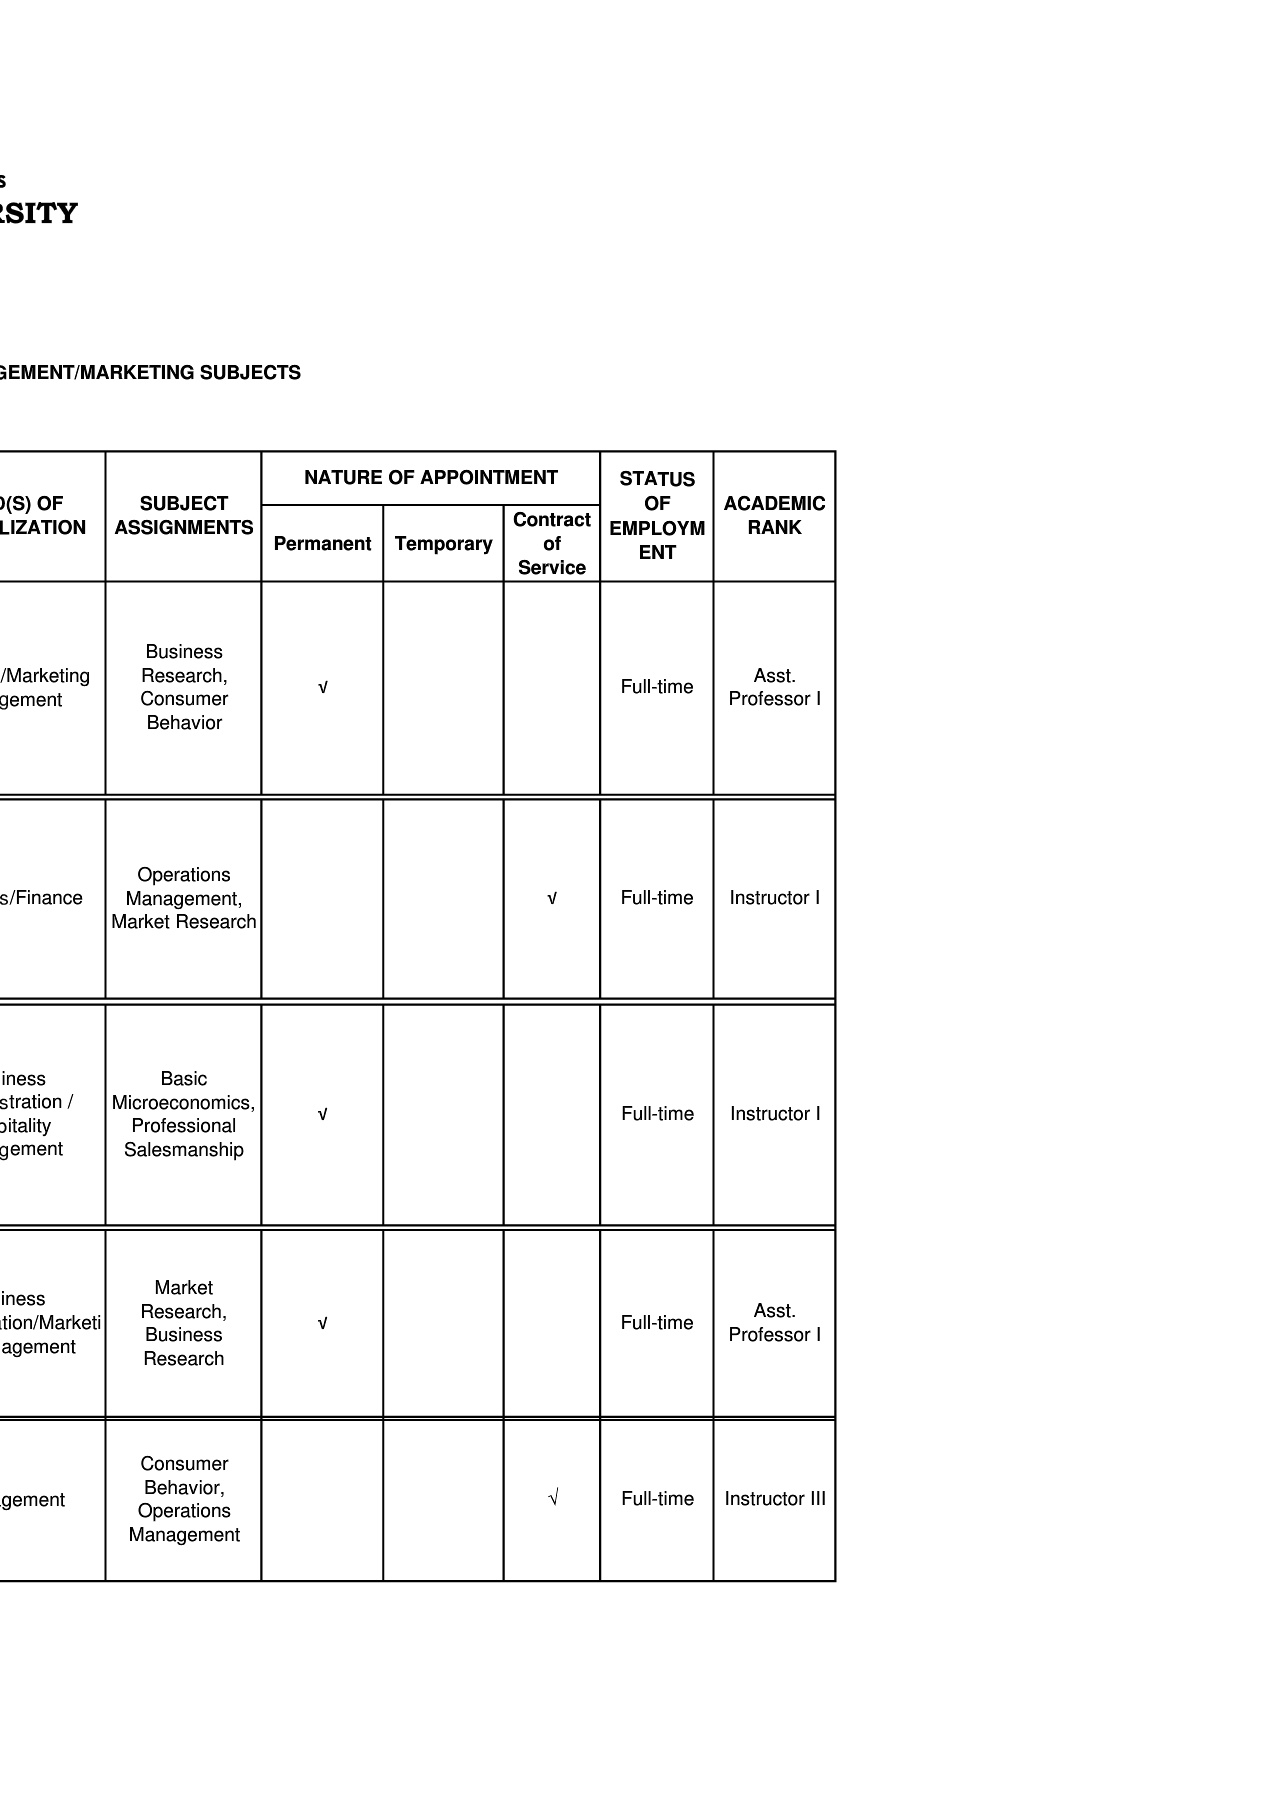 s
RSITY
GEMENT/MARKETING SUBJECTS
D(S) OF
LIZATION
SUBJECT
ASSIGNMENTS
NATURE OF APPOINTMENT
Permanent
Temporary
Contract
of
Service
STATUS
OF
EMPLOYM
ENT
ACADEMIC
RANK
/Marketing
gement
Business
Research,
Consumer
Behavior
√
Full-time
Asst.
Professor I
s/Finance
Operations
Management,
Market Research
√
Full-time
Instructor I
iness
stration /
pitality
gement
Basic
Microeconomics,
Professional
Salesmanship
√
Full-time
Instructor I
iness
ation/Marketi
agement
Market
Research,
Business
Research
√
Full-time
Asst.
Professor I
gement
Consumer
Behavior,
Operations
Management
√
Full-time
Instructor III